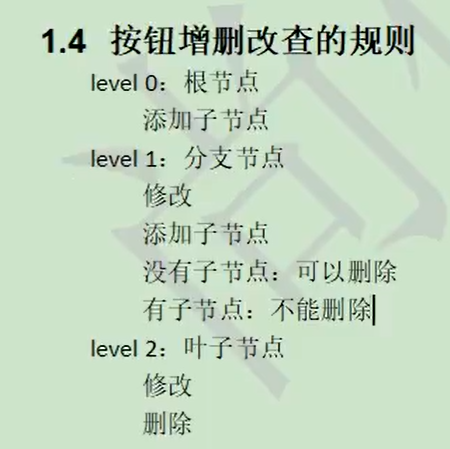 1.4 按钮增删改查的规则
level 0：根节点
添加子节点
level 1：分支节点
修改
添加子节点
没有子节点：可以删除
有子节点：不能删除
level 2：叶子节点
修改
删除